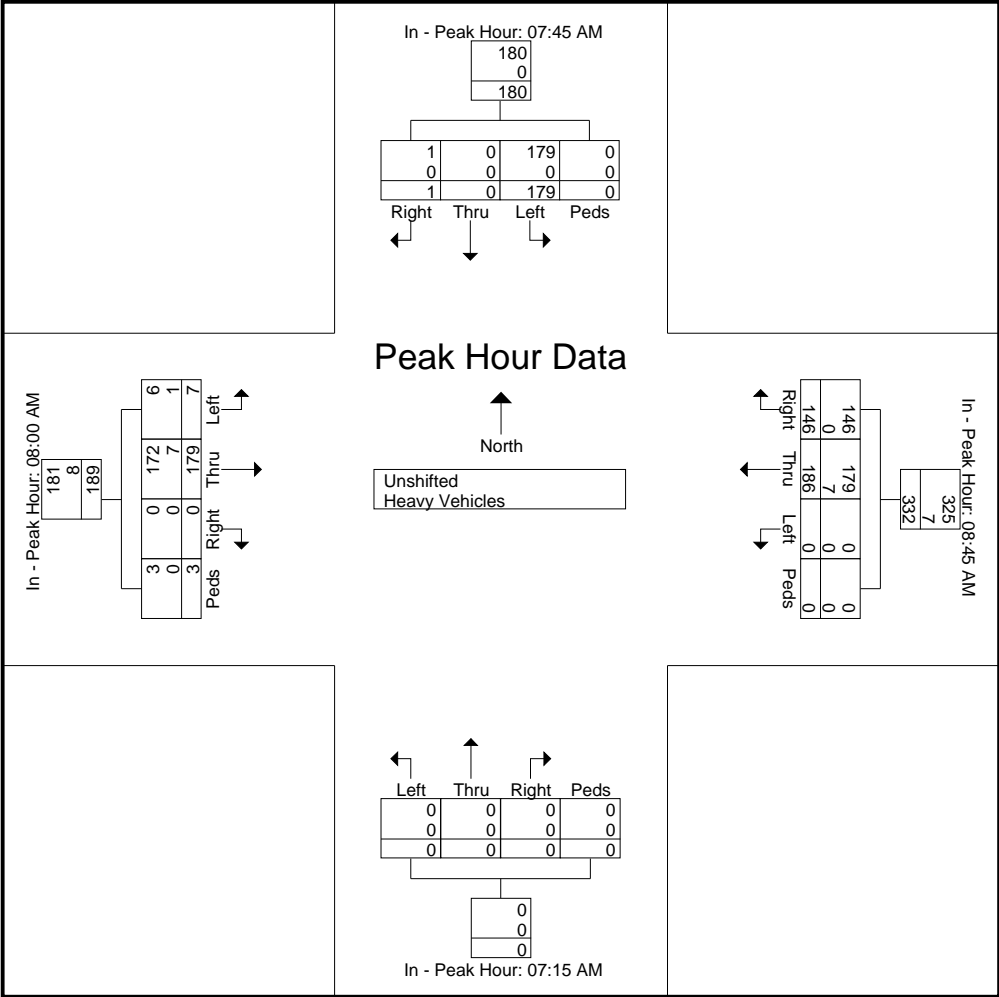 In - Peak Hour: 07:45 AM
180
0
180
1 0 179 0
0 0 0 0
1 0 179 0
Right Thru Left Peds
Peak Hour Data
North
Unshifted
Heavy Vehicles
In - Peak Hour: 08:00 AM
181
8
189
6 172 0 3
1 7 0 0
7 179 0 3
Left Thru Right Peds
In - Peak Hour: 08:45 AM
325
7
332
146 179 0 0
0 7 0 0
146 186 0 0
Right Thru Left Peds
Left Thru Right Peds
0 0 0 0
0 0 0 0
0 0 0 0
0
0
0
In - Peak Hour: 07:15 AM